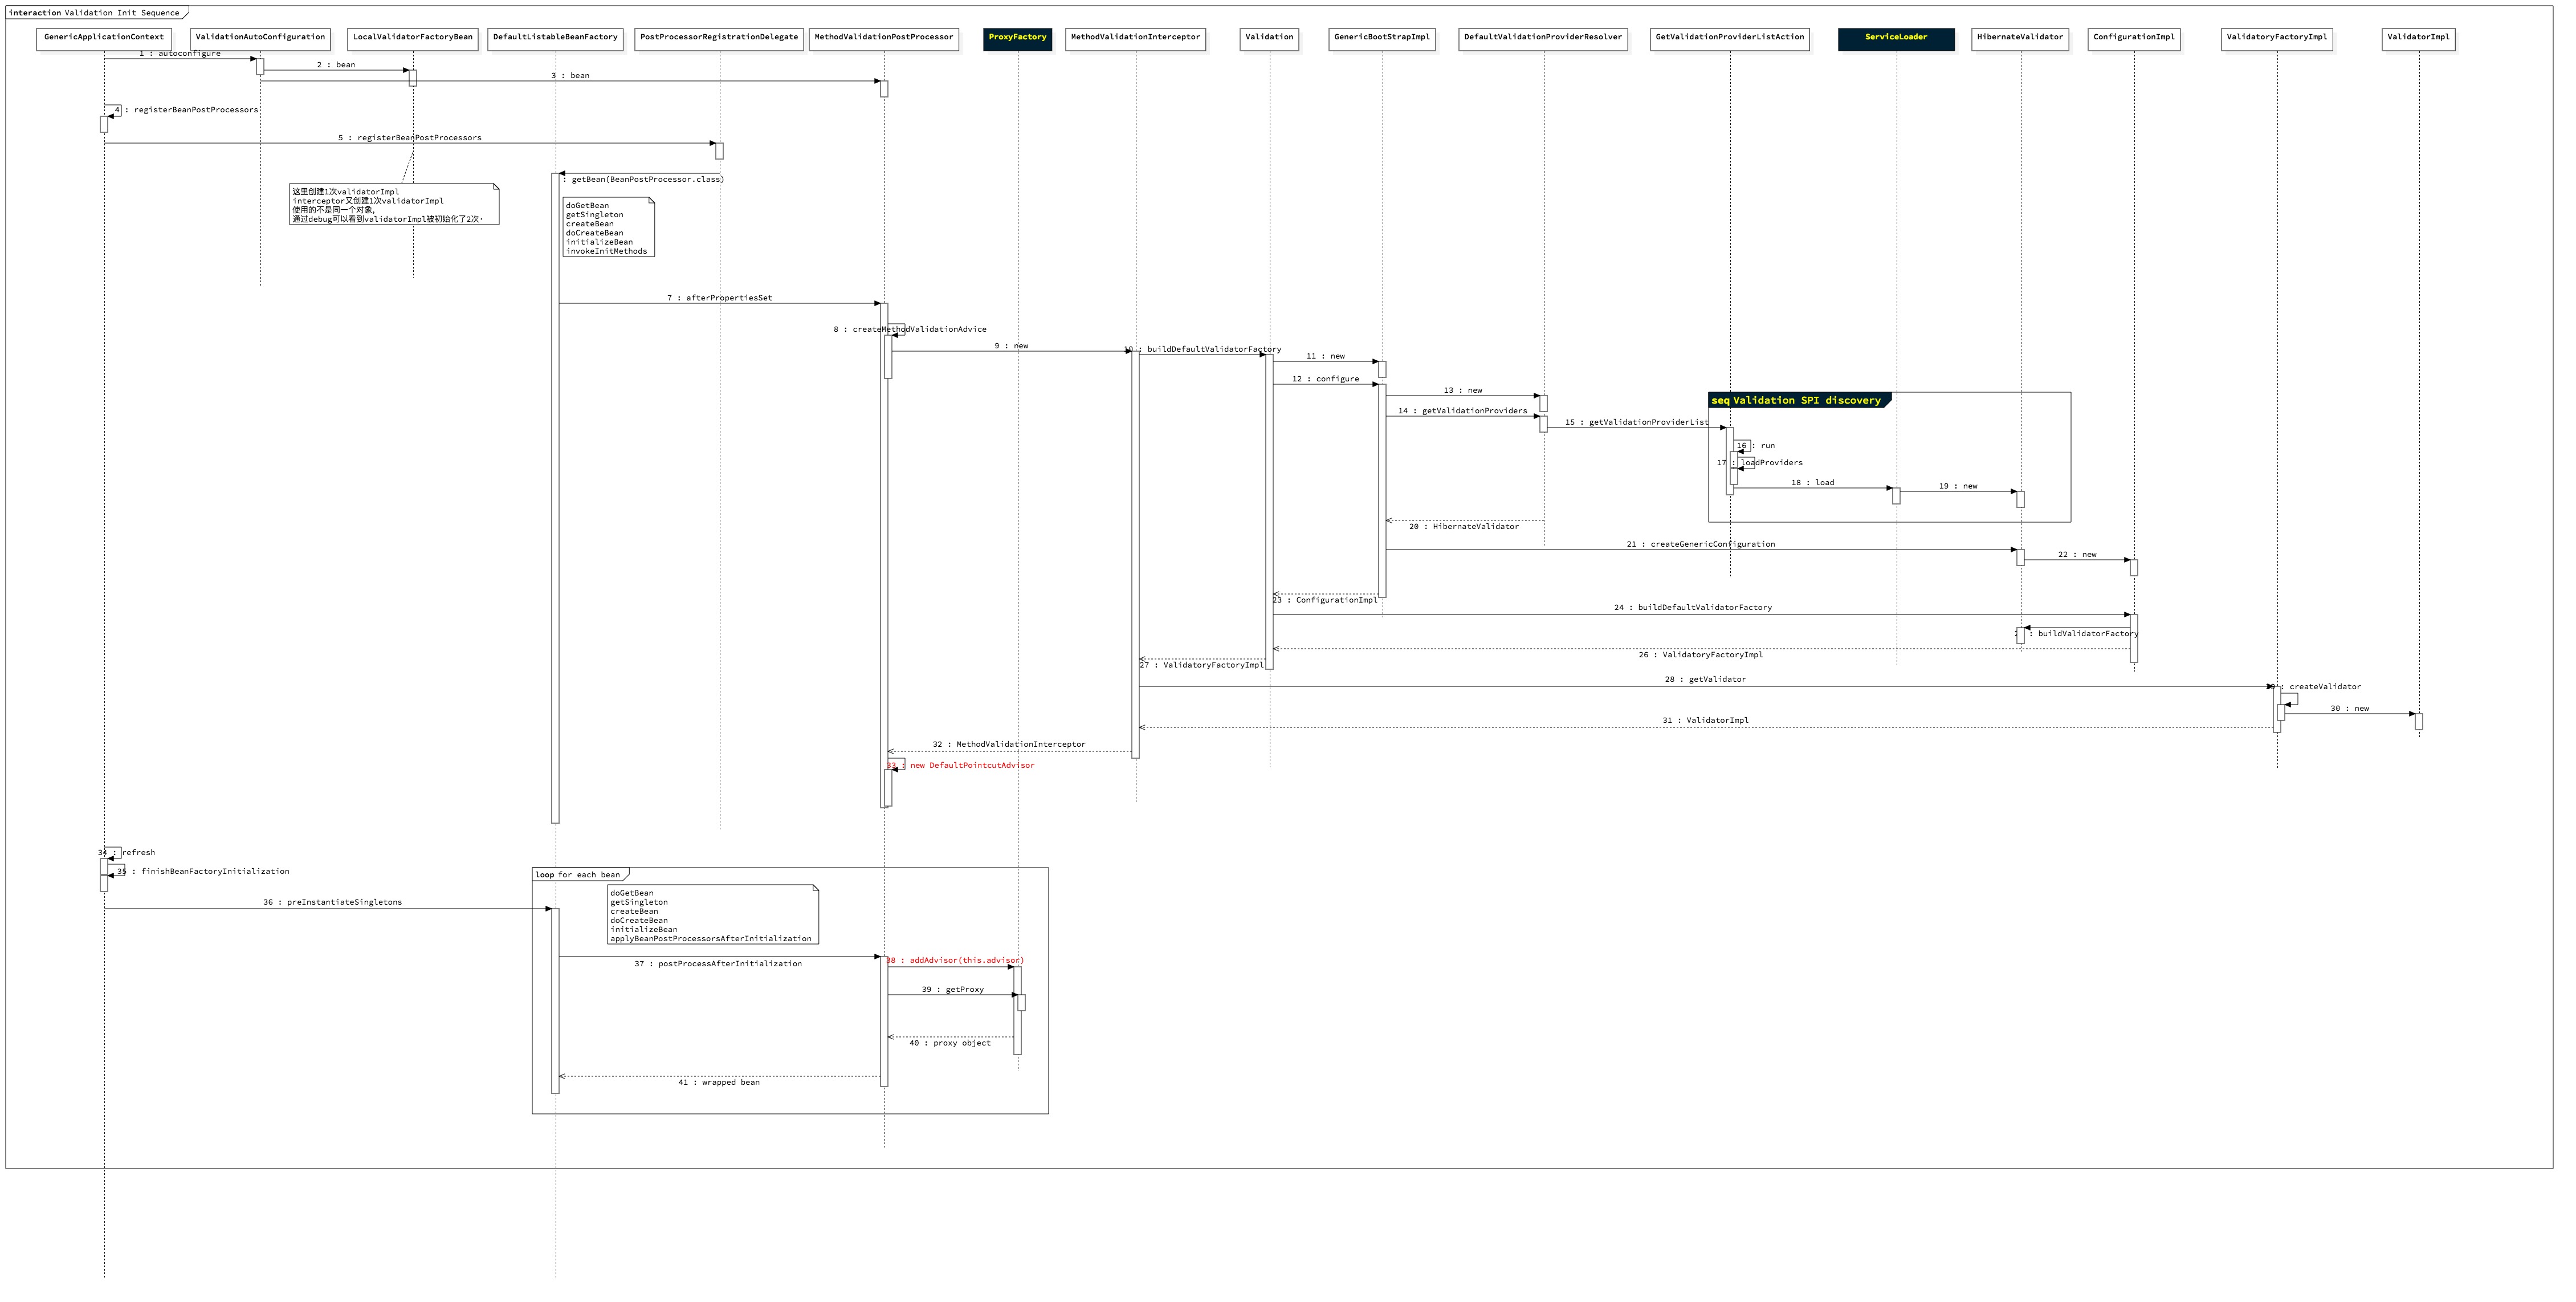 interaction Validation Init Sequence
GenericApplicationContext
ValidationAutoConfiguration
LocalValidatorFactoryBean
DefaultListableBeanFactory
PostProcessorRegistrationDelegate
MethodValidationPostProcessor
ProxyFactory
MethodValidationInterceptor
Validation
GenericBootStrapImpl
DefaultValidationProviderResolver
GetValidationProviderListAction
ServiceLoader
HibernateValidator
ConfigurationImpl
ValidatoryFactoryImpl
ValidatorImpl
1 : autoconfigure
2 : bean
3 : bean
4 : registerBeanPostProcessors
5 : registerBeanPostProcessors
: getBean(BeanPostProcessor.class)
这里创建1次validatorImpl
interceptor又创建1次validatorImpl
使用的不是同一个对象,
通过debug可以看到validatorImpl被初始化了2次·
doGetBean
getSingleton
createBean
doCreateBean
initializeBean
invokeInitMethods
7 : afterPropertiesSet
8 : createMethodValidationAdvice
9 : new
10 : buildDefaultValidatorFactory
11 : new
12 : configure
13 : new
14 : getValidationProviders
seq Validation SPI discovery
15 : getValidationProviderList
16 : run
17 : loadProviders
18 : load
19 : new
20 : HibernateValidator
21 : createGenericConfiguration
22 : new
23 : ConfigurationImpl
24 : buildDefaultValidatorFactory
: buildValidatorFactory
26 : ValidatoryFactoryImpl
27 : ValidatoryFactoryImpl
28 : getValidator
: createValidator
30 : new
31 : ValidatorImpl
32 : MethodValidationInterceptor
33 : new DefaultPointcutAdvisor
34 : refresh
35 : finishBeanFactoryInitialization
loop for each bean
doGetBean
getSingleton
createBean
doCreateBean
initializeBean
applyBeanPostProcessorsAfterInitialization
36 : preInstantiateSingletons
37 : postProcessAfterInitialization
38 : addAdvisor(this.advisor)
39 : getProxy
40 : proxy object
41 : wrapped bean